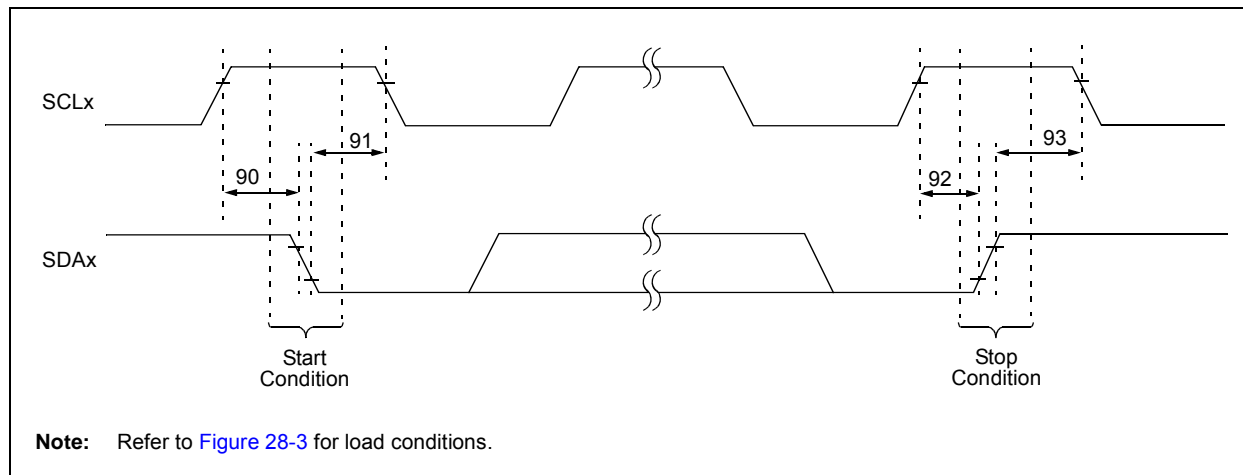 SCLx
91
93
90
92
SDAx
Start
Condition
Stop
Condition
Note: Refer to Figure 28-3 for load conditions.